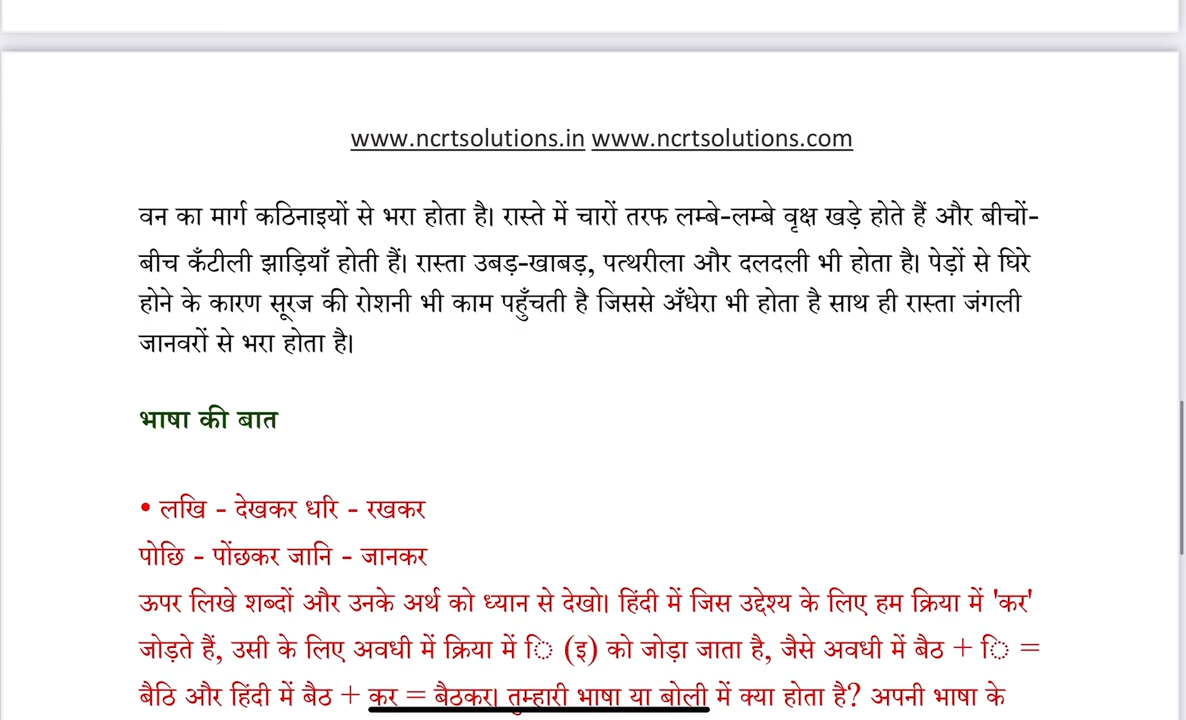 www.ncrtsolutions.in www.ncrtsolutions.com
वन का मार्ग कठिनाइयों से भरा होता है। रास्ते में चारों तरफ लम्बे-लम्बे वृक्ष खड़े होते हैं और बीचों-
बीच कँटीली झाड़ियाँ होती हैं। रास्ता उबड़-खाबड़, पत्थरीला और दलदली भी होता है। पेड़ों से घिरे
होने के कारण सूरज की रोशनी भी काम पहुँचती है जिससे अँधेरा भी होता है साथ ही रास्ता जंगली
जानवरों से भरा होता है।
भाषा की बात
• लखि - देखकर धरि - रखकर
पोछि - पोंछकर जानि - जानकर
ऊपर लिखे शब्दों और उनके अर्थ को ध्यान से देखो। हिंदी में जिस उद्देश्य के लिए हम क्रिया में 'कर'
जोड़ते हैं, उसी के लिए अवधी में क्रिया में ि (इ) को जोड़ा जाता है, जैसे अवधी में बैठ + ि =
बैठि और हिंदी में बैठ + कर = बैठकर। तुम्हारी भाषा या बोली में क्या होता है? अपनी भाषा के